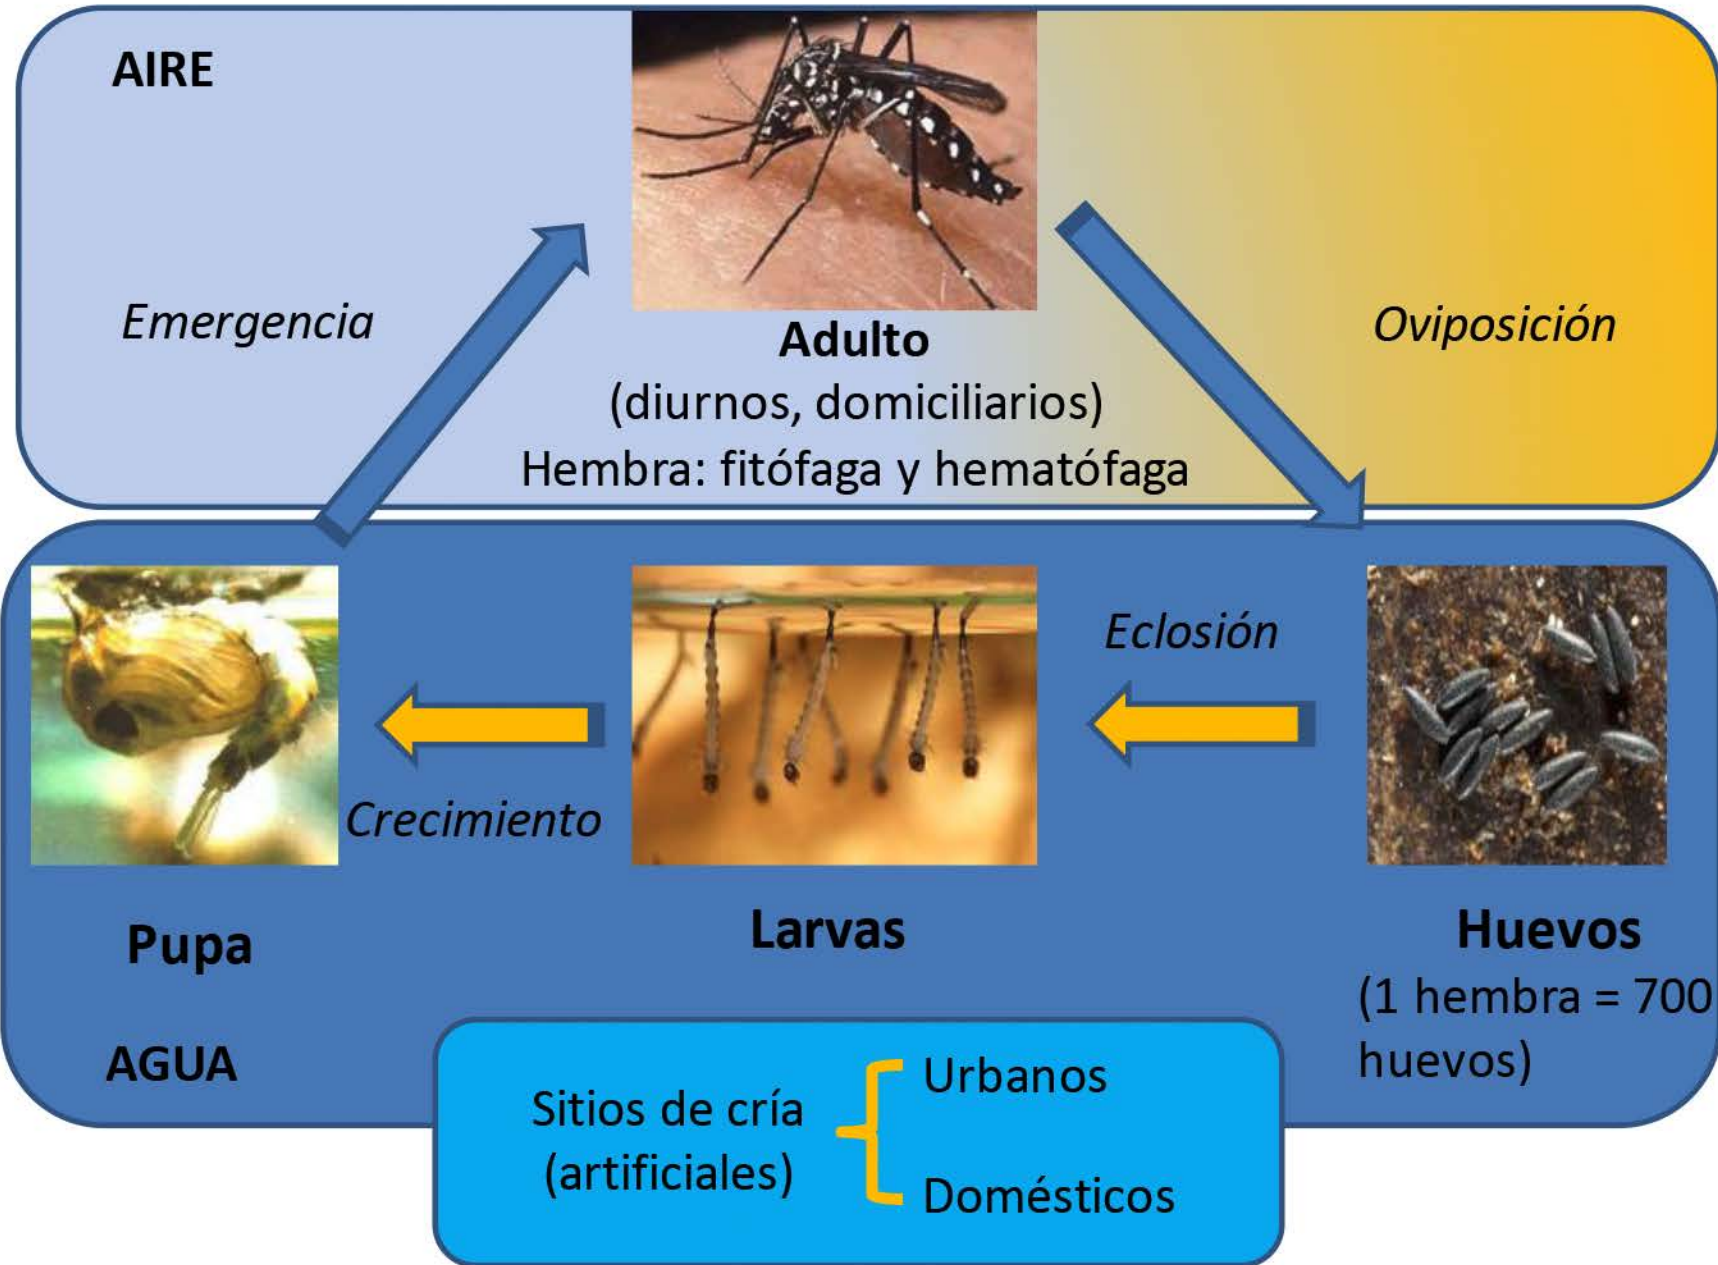 AIRE
Emergencia
Oviposición
Adulto
(diurnos, domiciliarios)
Hembra: fitófaga y hematófaga
Eclosión
Crecimiento
Pupa
Larvas
Huevos
(1 hembra = 700
huevos)
AGUA
Sitios de cría
(artificiales)
Urbanos
Domésticos